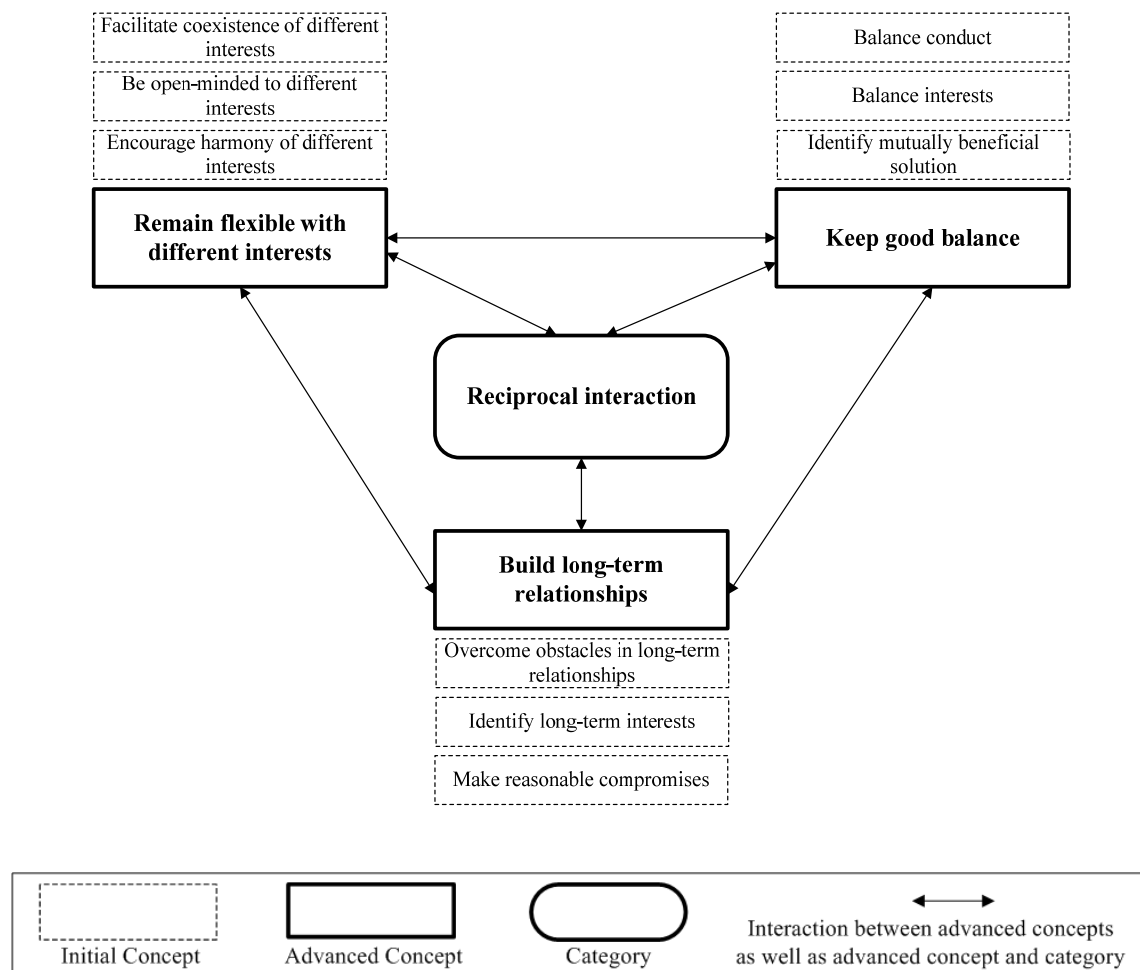 Facilitate coexistence of different
interests
Be open-minded to different
interests
Encourage harmony of different
interests
Remain flexible with
different interests
Balance conduct
Balance interests
Identify mutually beneficial
solution
Keep good balance
Reciprocal interaction
Build long-term
relationships
Overcome obstacles in long-term
relationships
Identify long-term interests
Make reasonable compromises
Initial Concept
Advanced Concept
Category
Interaction between advanced concepts
as well as advanced concept and category